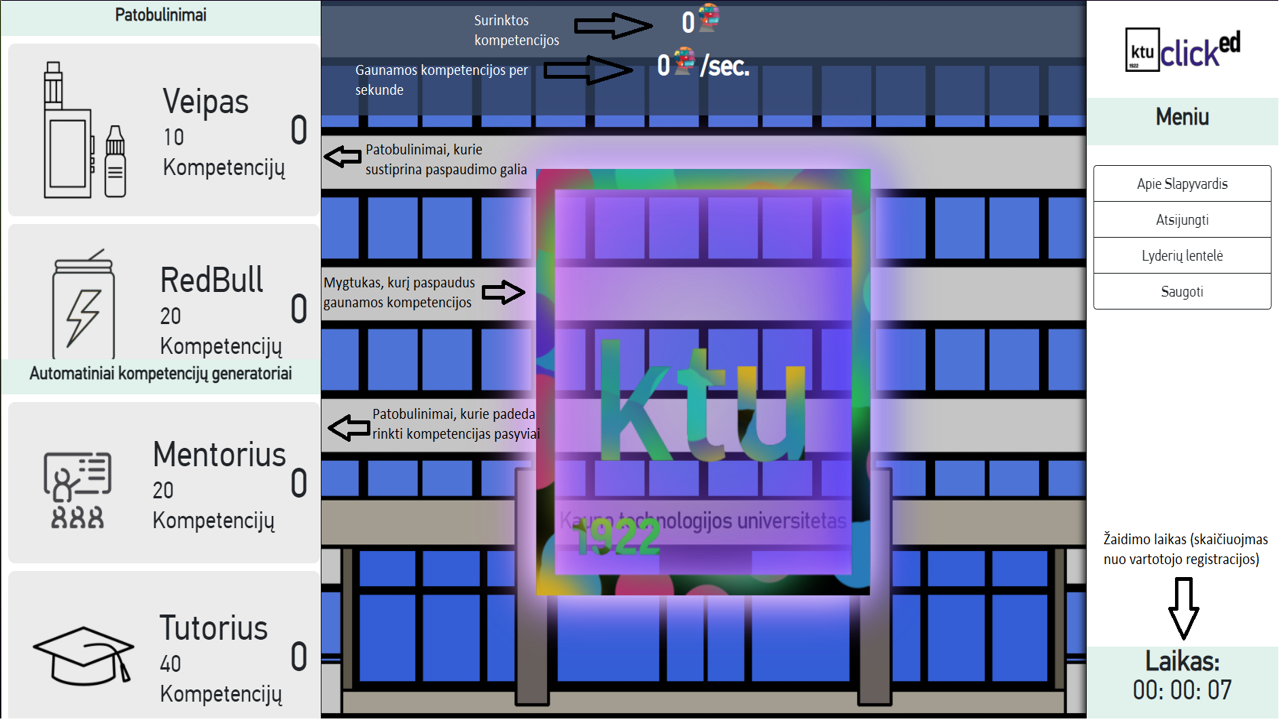 Patobulinimai
Veipas
10
Kompetencijų
0
RedBull
20
Kompetencijų
0
Automatiniai kompetencijų generatoriai
Mentorius
20
Kompetencijų
0
Tutorius
40
Kompetencijų
0
Surinktos
kompetencijos
0
Gaunamos kompetencijos per
sekunde
0 /sec.
Patobulinimai, kurie
sustiprina paspaudimo galia
Mygtukas, kurį paspaudus
gaunamos kompetencijos
Patobulinimai, kurie padeda
rinkti kompetencijas pasyviai
ktu
Kauno technologijos universitetas
1922
ktu
1922
clicked
Meniu
Apie Slapyvardis
Atsijungti
Lyderių lentelė
Saugoti
Žaidimo laikas (skaičiuojmas
nuo vartotojo registracijos)
Laikas:
00: 00: 07